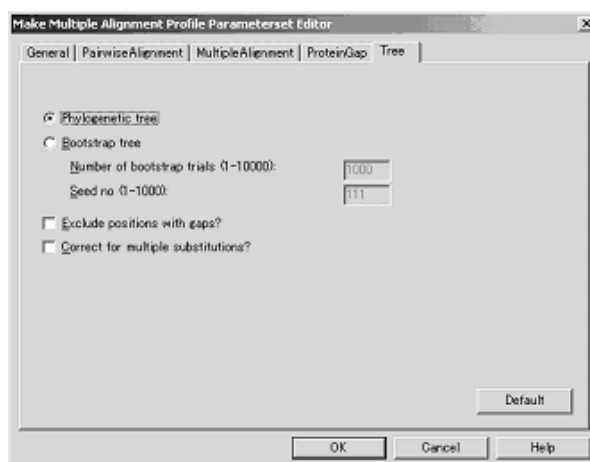 Make Multiple Alignment Profile Parameterset Editor
General PairwiseAlignment MultipleAlignment ProteinGap Tree
Phylogenetic tree
Bootstrap tree
Number of bootstrap trials (1-10000): 1000
Seed no (1-1000): 111
Exclude positions with gaps?
Correct for multiple substitutions?
Default
OK Cancel Help